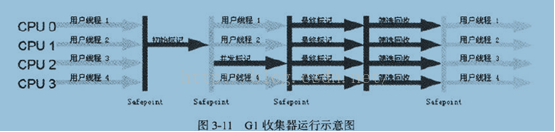 CPU 0 用户线程 1 用户线程 1 最终标记 筛选回收 用户线程 1
CPU 1 用户线程 2 初始标记 用户线程 2 最终标记 筛选回收 用户线程 2
CPU 2 用户线程 3 并发标记 最终标记 筛选回收 用户线程 3
CPU 3 用户线程 4 用户线程 4 最终标记 筛选回收 用户线程 4
Safepoint Safepoint Safepoint Safepoint
图 3-11 G1 收集器运行示意图